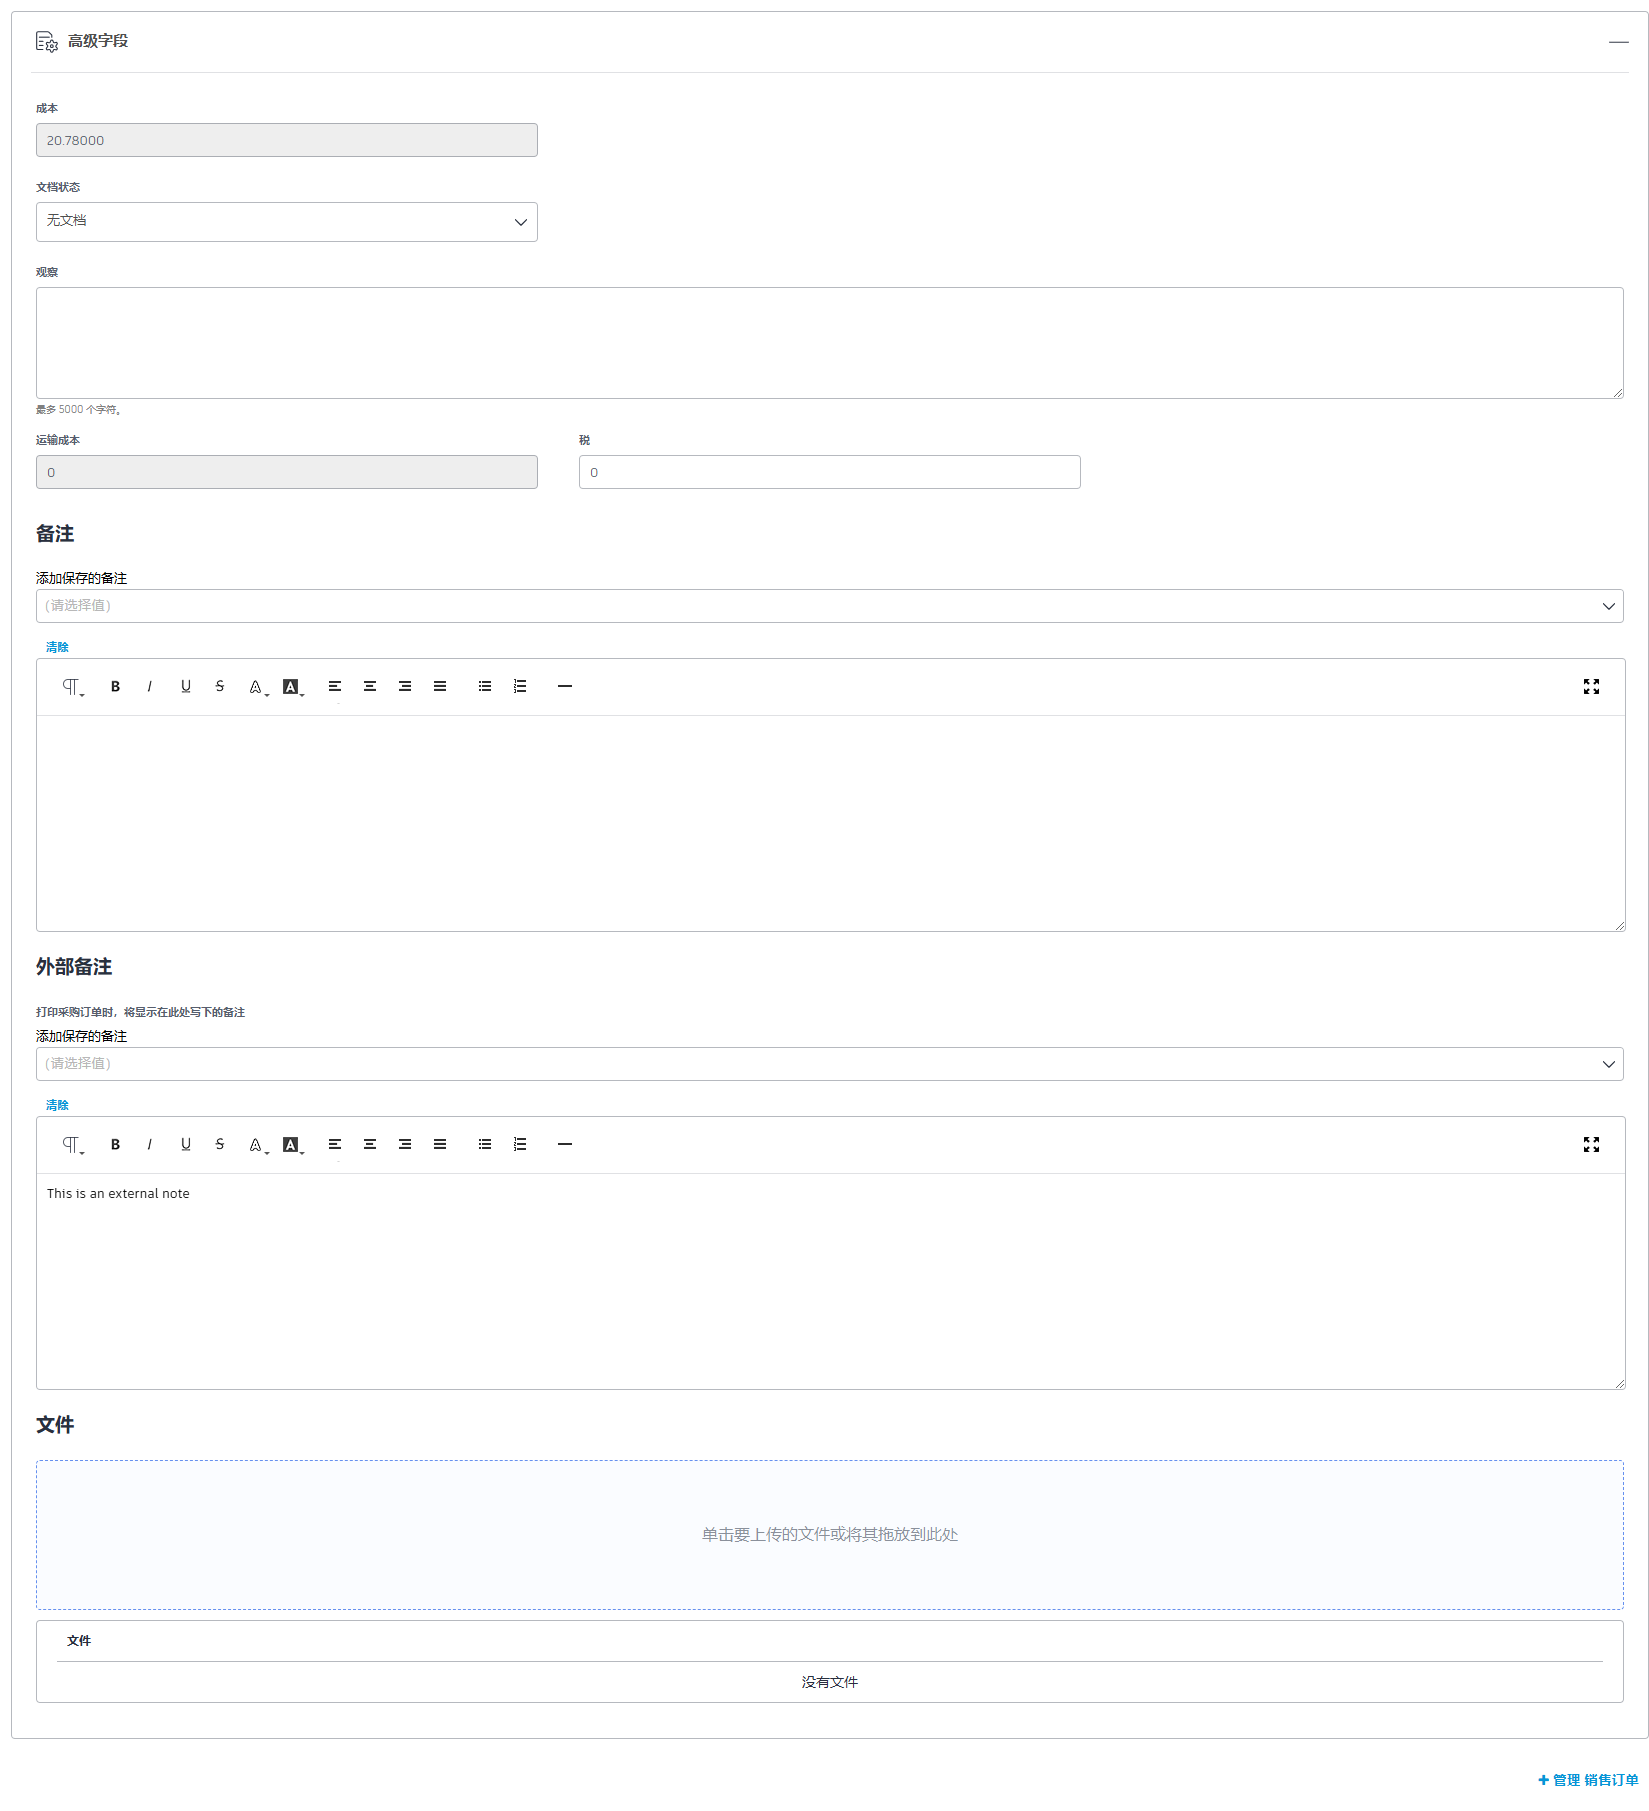 高级字段
成本
20.78000
文档状态
无文档
观察
最多 5000 个字符。
运输成本
税
0
0
备注
添加保存的备注
(请选择值)
清除
外部备注
打印采购订单时，将显示在此处写下的备注
添加保存的备注
(请选择值)
清除
This is an external note
文件
单击要上传的文件或将其拖放到此处
文件
没有文件
+ 管理 销售订单